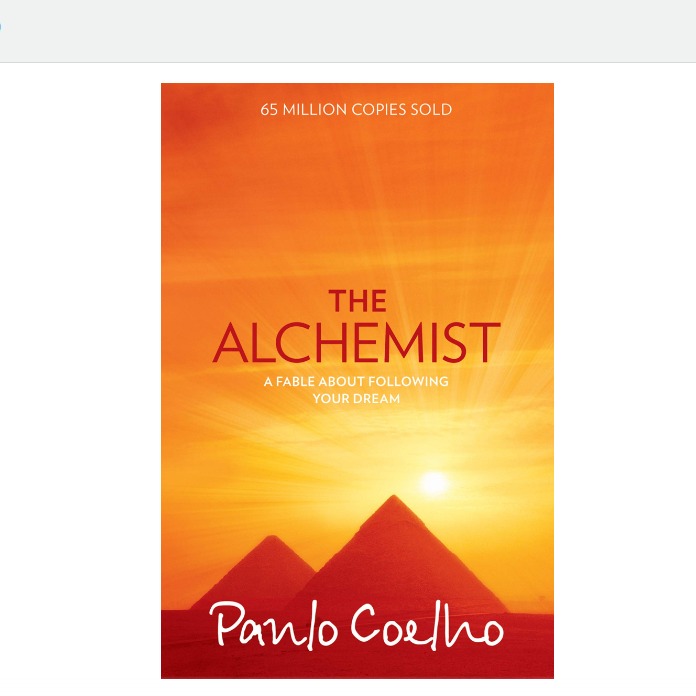 65 MILLION COPIES SOLD
THE
ALCHEMIST
A FABLE ABOUT FOLLOWING
YOUR DREAM
Paulo Coelho